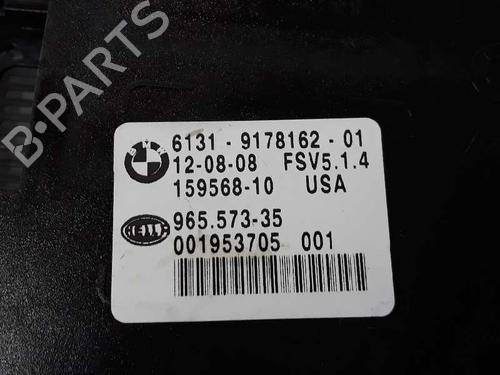 6131 - 9178162 - 01
BMW
12-08-08 FSV5.1.4
159568-10 USA
HELLA
965.573-35
001953705 001
B-PARTS